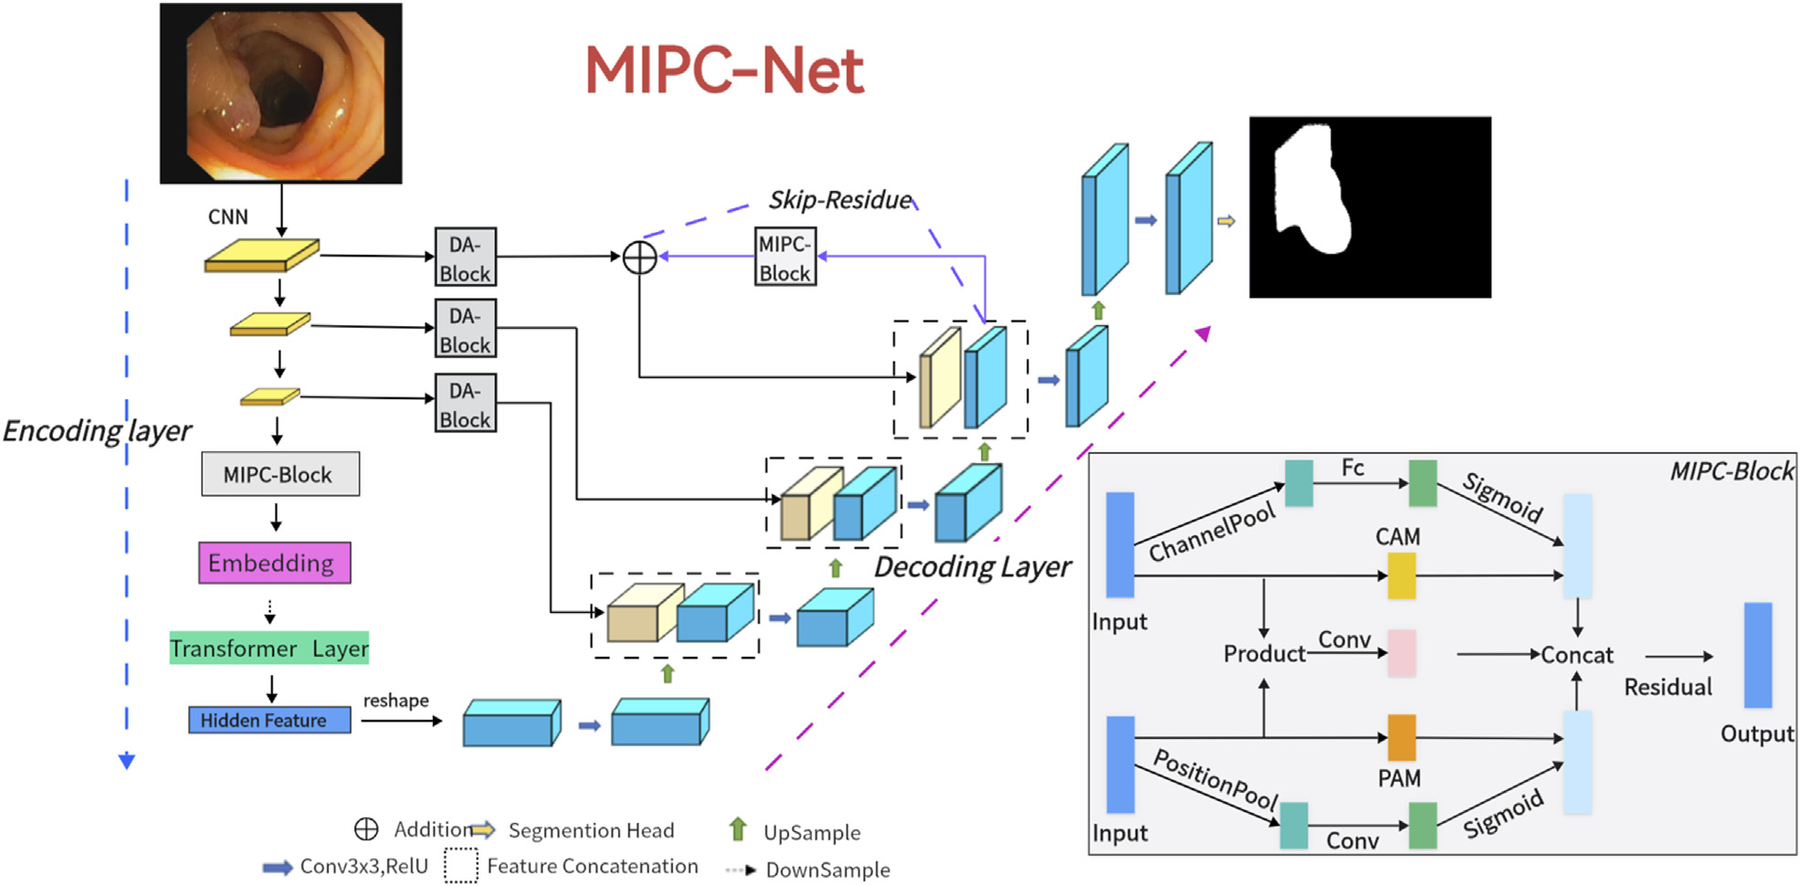 MIPC-Net
CNN
Skip-Residue
DA-
Block
MIPC-
Block
DA-
Block
DA-
Block
Encoding layer
MIPC-Block
Embedding
Transformer Layer
Hidden Feature
reshape
Decoding Layer
MIPC-Block
Fc
Sigmoid
ChannelPool
CAM
Input
Product
Conv
Concat
Residual
Output
PositionPool
PAM
Input
Conv
Sigmoid
Addition
Segmention Head
UpSample
Conv3x3,RelU
Feature Concatenation
DownSample